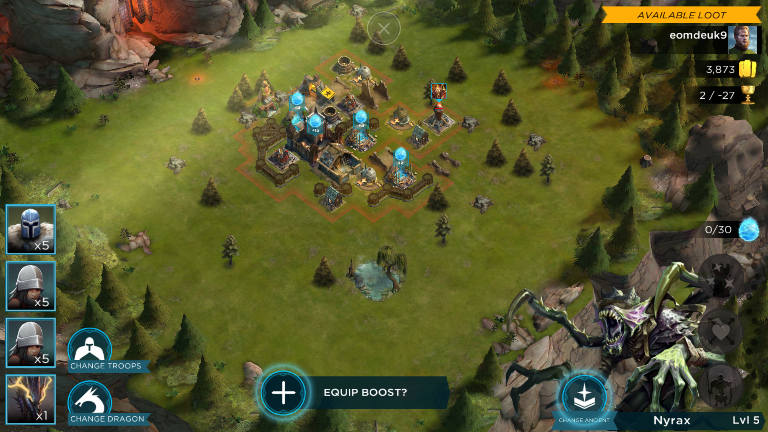 AVAILABLE LOOT
eomdeuk9
3,873
2 / -27
0/30
x5
x5
x5
CHANGE TROOPS
x1
CHANGE DRAGON
EQUIP BOOST?
CHANGE ANCIENT
Nyrax
Lvl 5